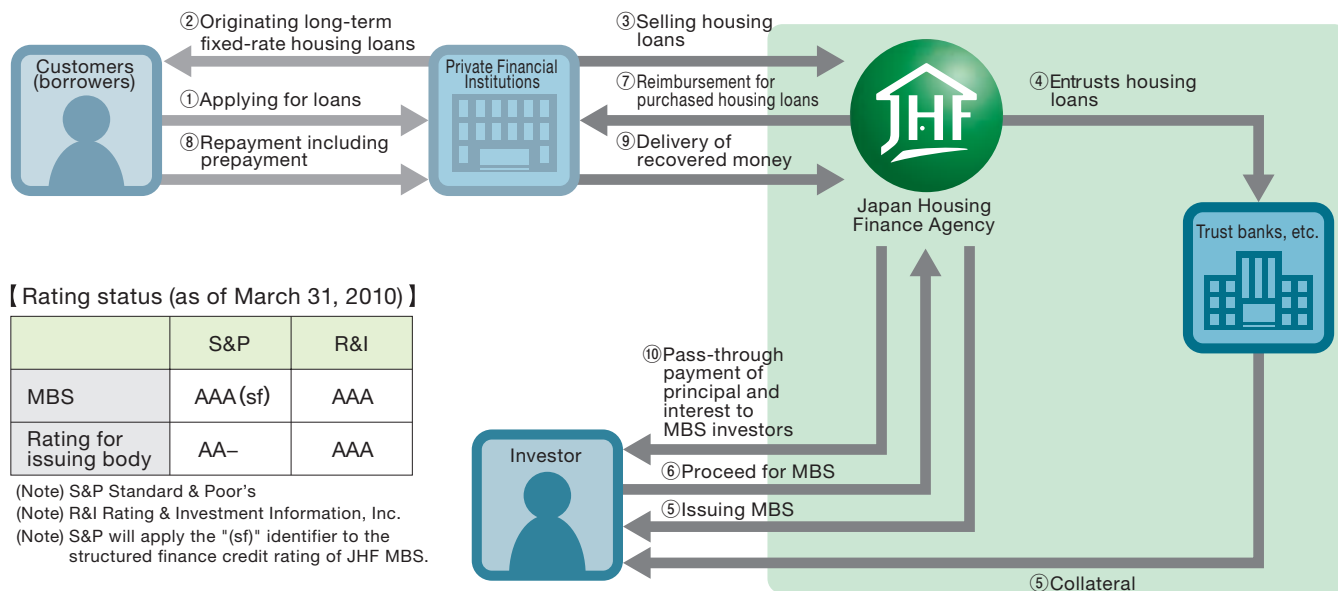 ②Originating long-term
fixed-rate housing loans
③Selling housing
loans
Customers
(borrowers)
Private Financial
Institutions
①Applying for loans
⑦Reimbursement for
purchased housing loans
JHF
④Entrusts housing
loans
⑧Repayment including
prepayment
⑨Delivery of
recovered money
Japan Housing
Finance Agency
Trust banks, etc.
【Rating status (as of March 31, 2010)】
S&P R&I
MBS AAA(sf) AAA
Rating for
issuing body AA– AAA
(Note) S&P Standard & Poor's
(Note) R&I Rating & Investment Information, Inc.
(Note) S&P will apply the "(sf)" identifier to the
structured finance credit rating of JHF MBS.
⑩Pass-through
payment of
principal and
interest to
MBS investors
Investor
⑥Proceed for MBS
⑤Issuing MBS
⑤Collateral